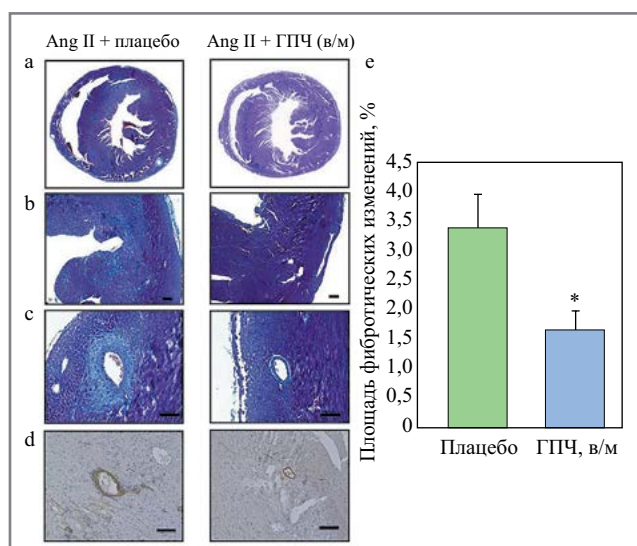 Ang II + плацебо
Ang II + ГПЧ (в/м)
a
b
c
d
e
Площадь фибротических изменений, %
4,5
4,0
3,5
3,0
2,5
2,0
1,5
1,0
0,5
0
*
Плацебо
ГПЧ, в/м